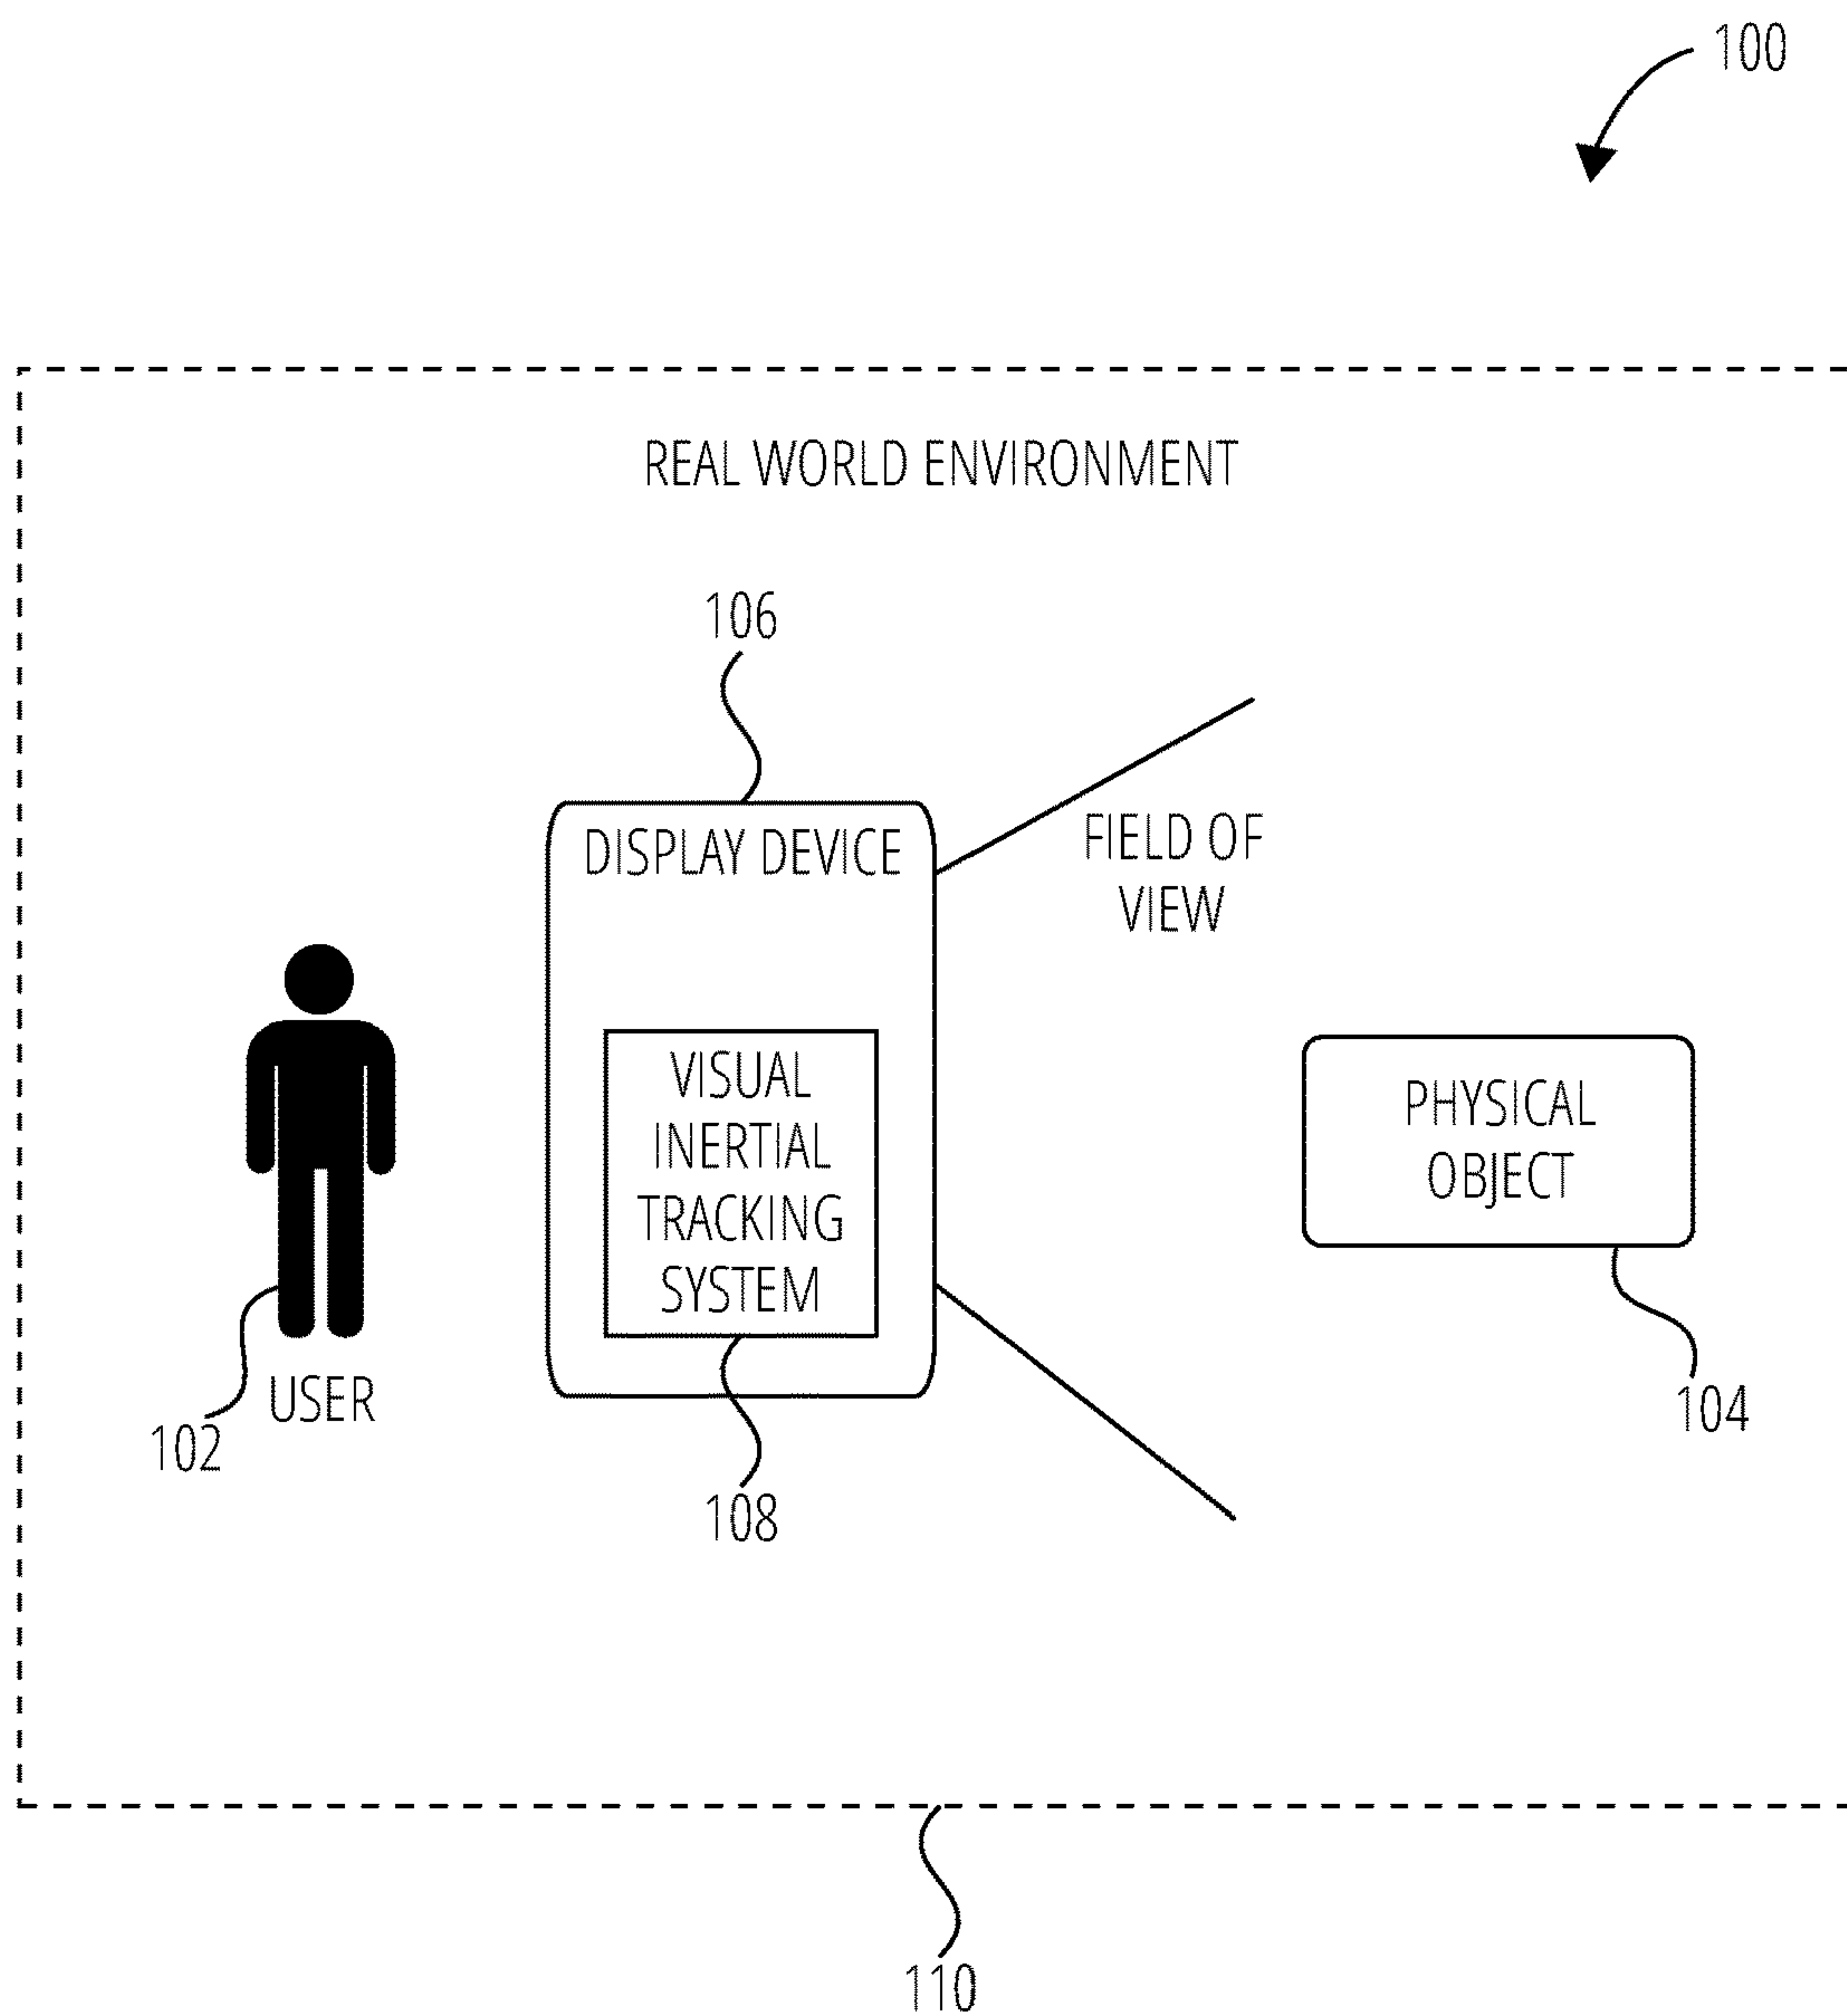 100
REAL WORLD ENVIRONMENT
106
DISPLAY DEVICE
FIELD OF
VIEW
VISUAL
INERTIAL
TRACKING
SYSTEM
PHYSICAL
OBJECT
USER
102
104
108
110